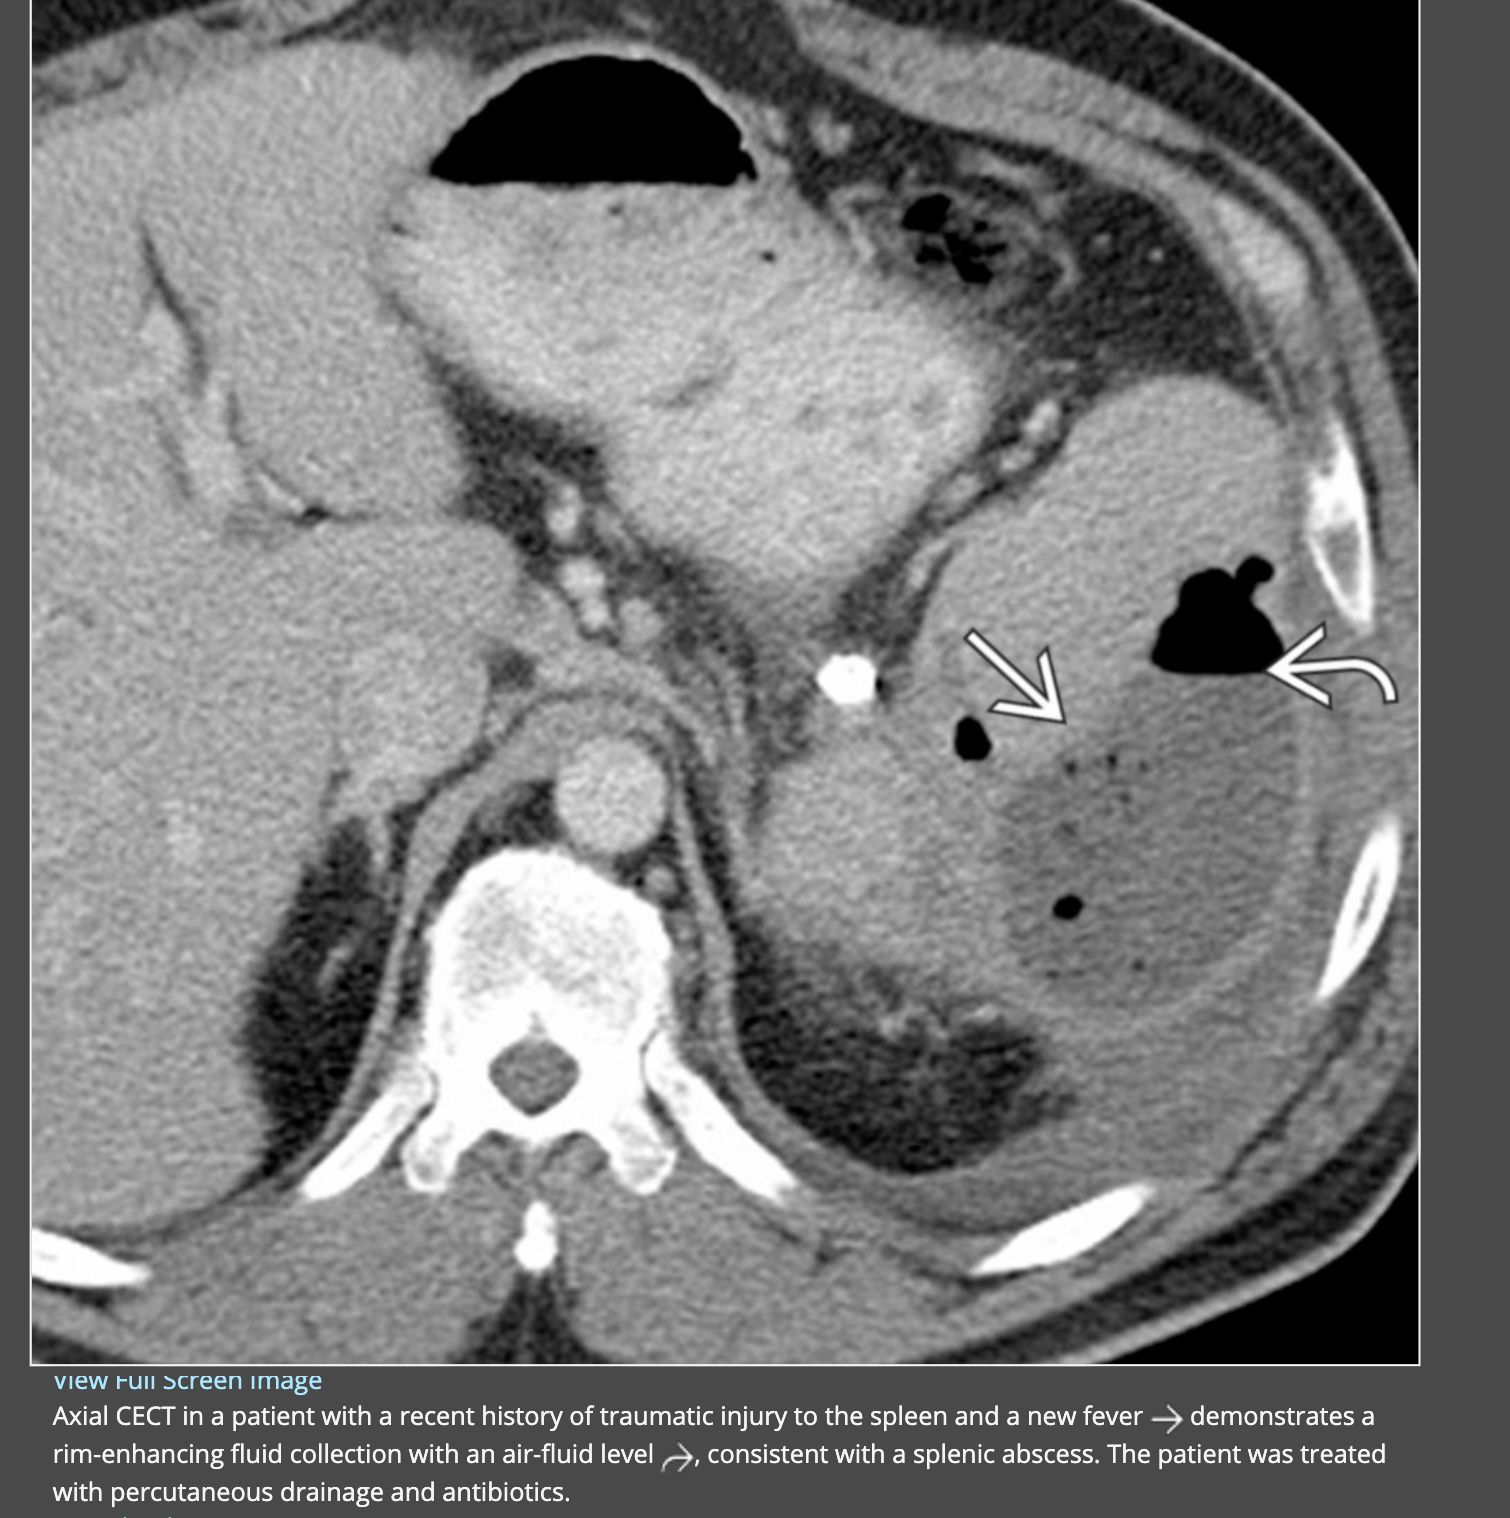 View Full Screen Image
Axial CECT in a patient with a recent history of traumatic injury to the spleen and a new fever → demonstrates a
rim-enhancing fluid collection with an air-fluid level ↷, consistent with a splenic abscess. The patient was treated
with percutaneous drainage and antibiotics.